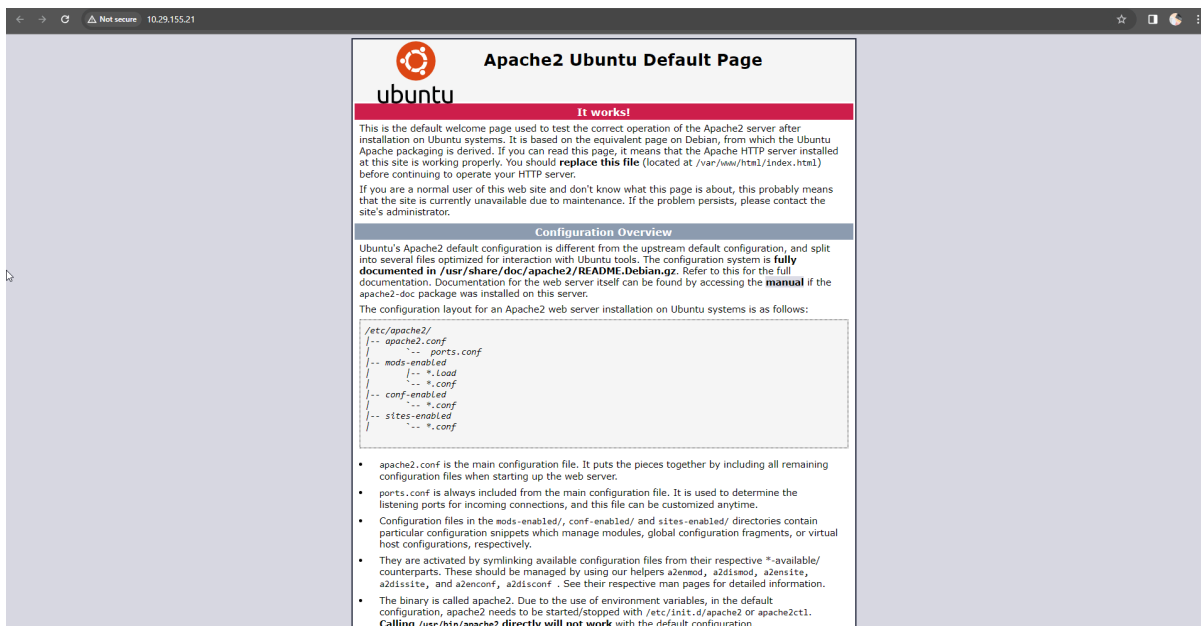 Not secure 10.29.155.21
Apache2 Ubuntu Default Page
ubuntu
It works!
This is the default welcome page used to test the correct operation of the Apache2 server after
installation on Ubuntu systems. It is based on the equivalent page on Debian, from which the Ubuntu
Apache packaging is derived. If you can read this page, it means that the Apache HTTP server installed
at this site is working properly. You should replace this file (located at /var/www/html/index.html)
before continuing to operate your HTTP server.
If you are a normal user of this web site and don't know what this page is about, this probably means
that the site is currently unavailable due to maintenance. If the problem persists, please contact the
site's administrator.
Configuration Overview
Ubuntu's Apache2 default configuration is different from the upstream default configuration, and split
into several files optimized for interaction with Ubuntu tools. The configuration system is fully
documented in /usr/share/doc/apache2/README.Debian.gz. Refer to this for the full
documentation. Documentation for the web server itself can be found by accessing the manual if the
apache2-doc package was installed on this server.
The configuration layout for an Apache2 web server installation on Ubuntu systems is as follows:
/etc/apache2/
|-- apache2.conf
|       `--  ports.conf
|-- mods-enabled
|       |-- *.load
|       `-- *.conf
|-- conf-enabled
|       `-- *.conf
|-- sites-enabled
|       `-- *.conf
• apache2.conf is the main configuration file. It puts the pieces together by including all remaining
configuration files when starting up the web server.
• ports.conf is always included from the main configuration file. It is used to determine the
listening ports for incoming connections, and this file can be customized anytime.
• Configuration files in the mods-enabled/, conf-enabled/ and sites-enabled/ directories contain
particular configuration snippets which manage modules, global configuration fragments, or virtual
host configurations, respectively.
• They are activated by symlinking available configuration files from their respective *-available/
counterparts. These should be managed by using our helpers a2enmod, a2dismod, a2ensite,
a2dissite, and a2enconf, a2disconf . See their respective man pages for detailed information.
• The binary is called apache2. Due to the use of environment variables, in the default
configuration, apache2 needs to be started/stopped with /etc/init.d/apache2 or apache2ctl.
Calling /usr/bin/apache2 directly will not work with the default configuration.